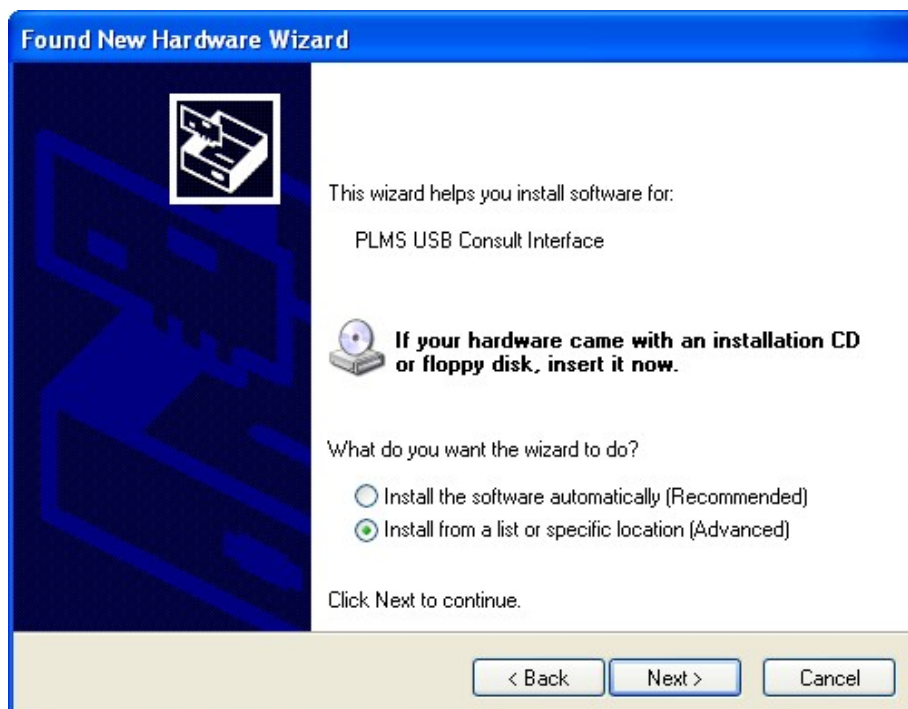 Found New Hardware Wizard
This wizard helps you install software for:
PLMS USB Consult Interface
If your hardware came with an installation CD
or floppy disk, insert it now.
What do you want the wizard to do?
Install the software automatically (Recommended)
Install from a list or specific location (Advanced)
Click Next to continue.
< Back Next > Cancel